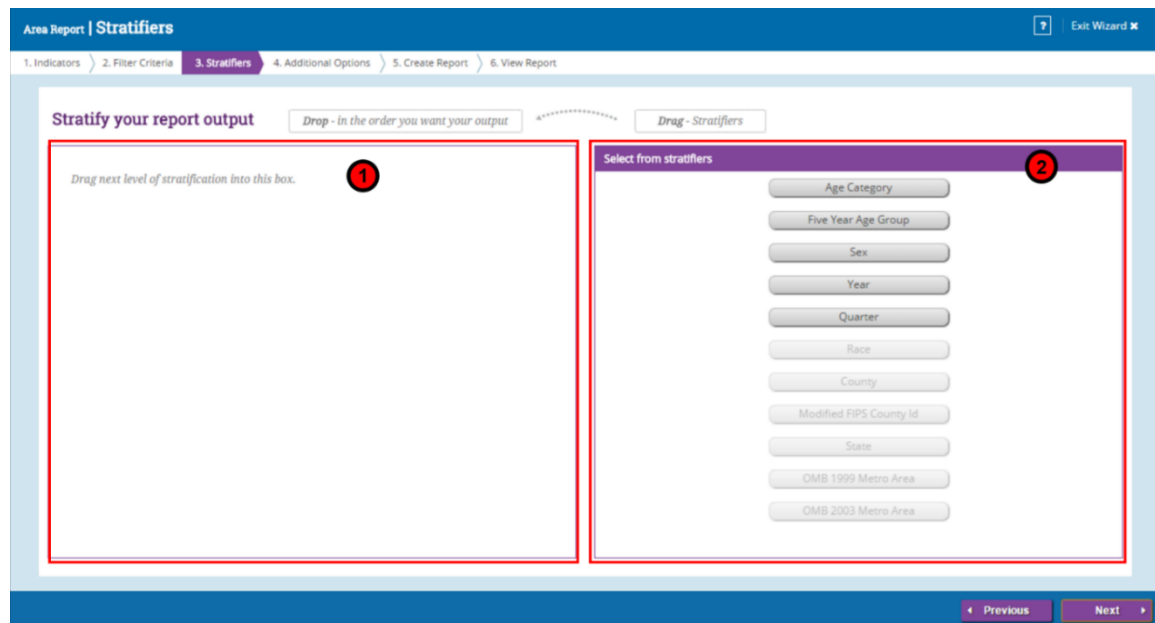 Area Report | Stratifiers
? Exit Wizard ✖
1. Indicators 2. Filter Criteria 3. Stratifiers 4. Additional Options 5. Create Report 6. View Report
Stratify your report output Drop - in the order you want your output Drag - Stratifiers
Drag next level of stratification into this box.
1
Select from stratifiers
2
Age Category
Five Year Age Group
Sex
Year
Quarter
Race
County
Modified FIPS County Id
State
OMB 1999 Metro Area
OMB 2003 Metro Area
Previous Next